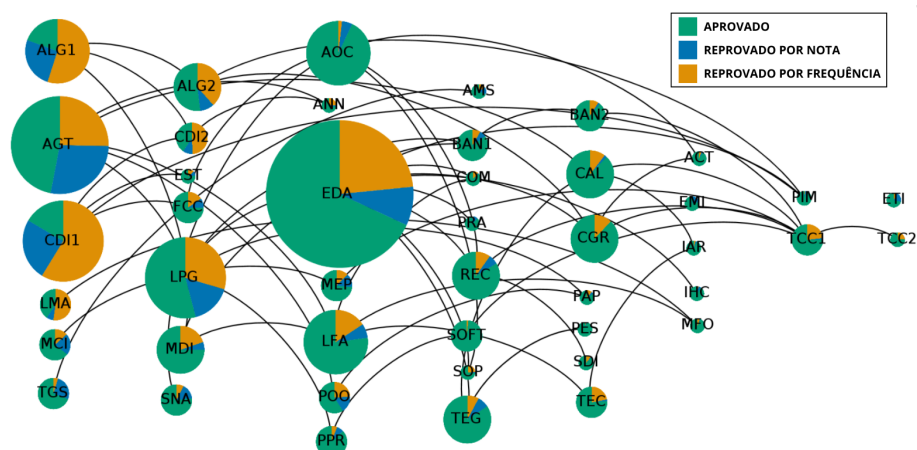 APROVADO
REPROVADO POR NOTA
REPROVADO POR FREQUÊNCIA
ALG1
AGT
CDI1
LMA
MCI
TGS
ALG2
CDI2
EST
FCC
LPG
MDI
SNA
AOC
ANN
EDA
MEP
LFA
POO
PPR
AMS
BAN1
COM
PRA
REC
SOFT
SOP
TEG
BAN2
CAL
CGR
PAP
PES
SDI
TEC
ACT
EMI
IAR
IHC
MFO
PIM
TCC1
ETI
TCC2